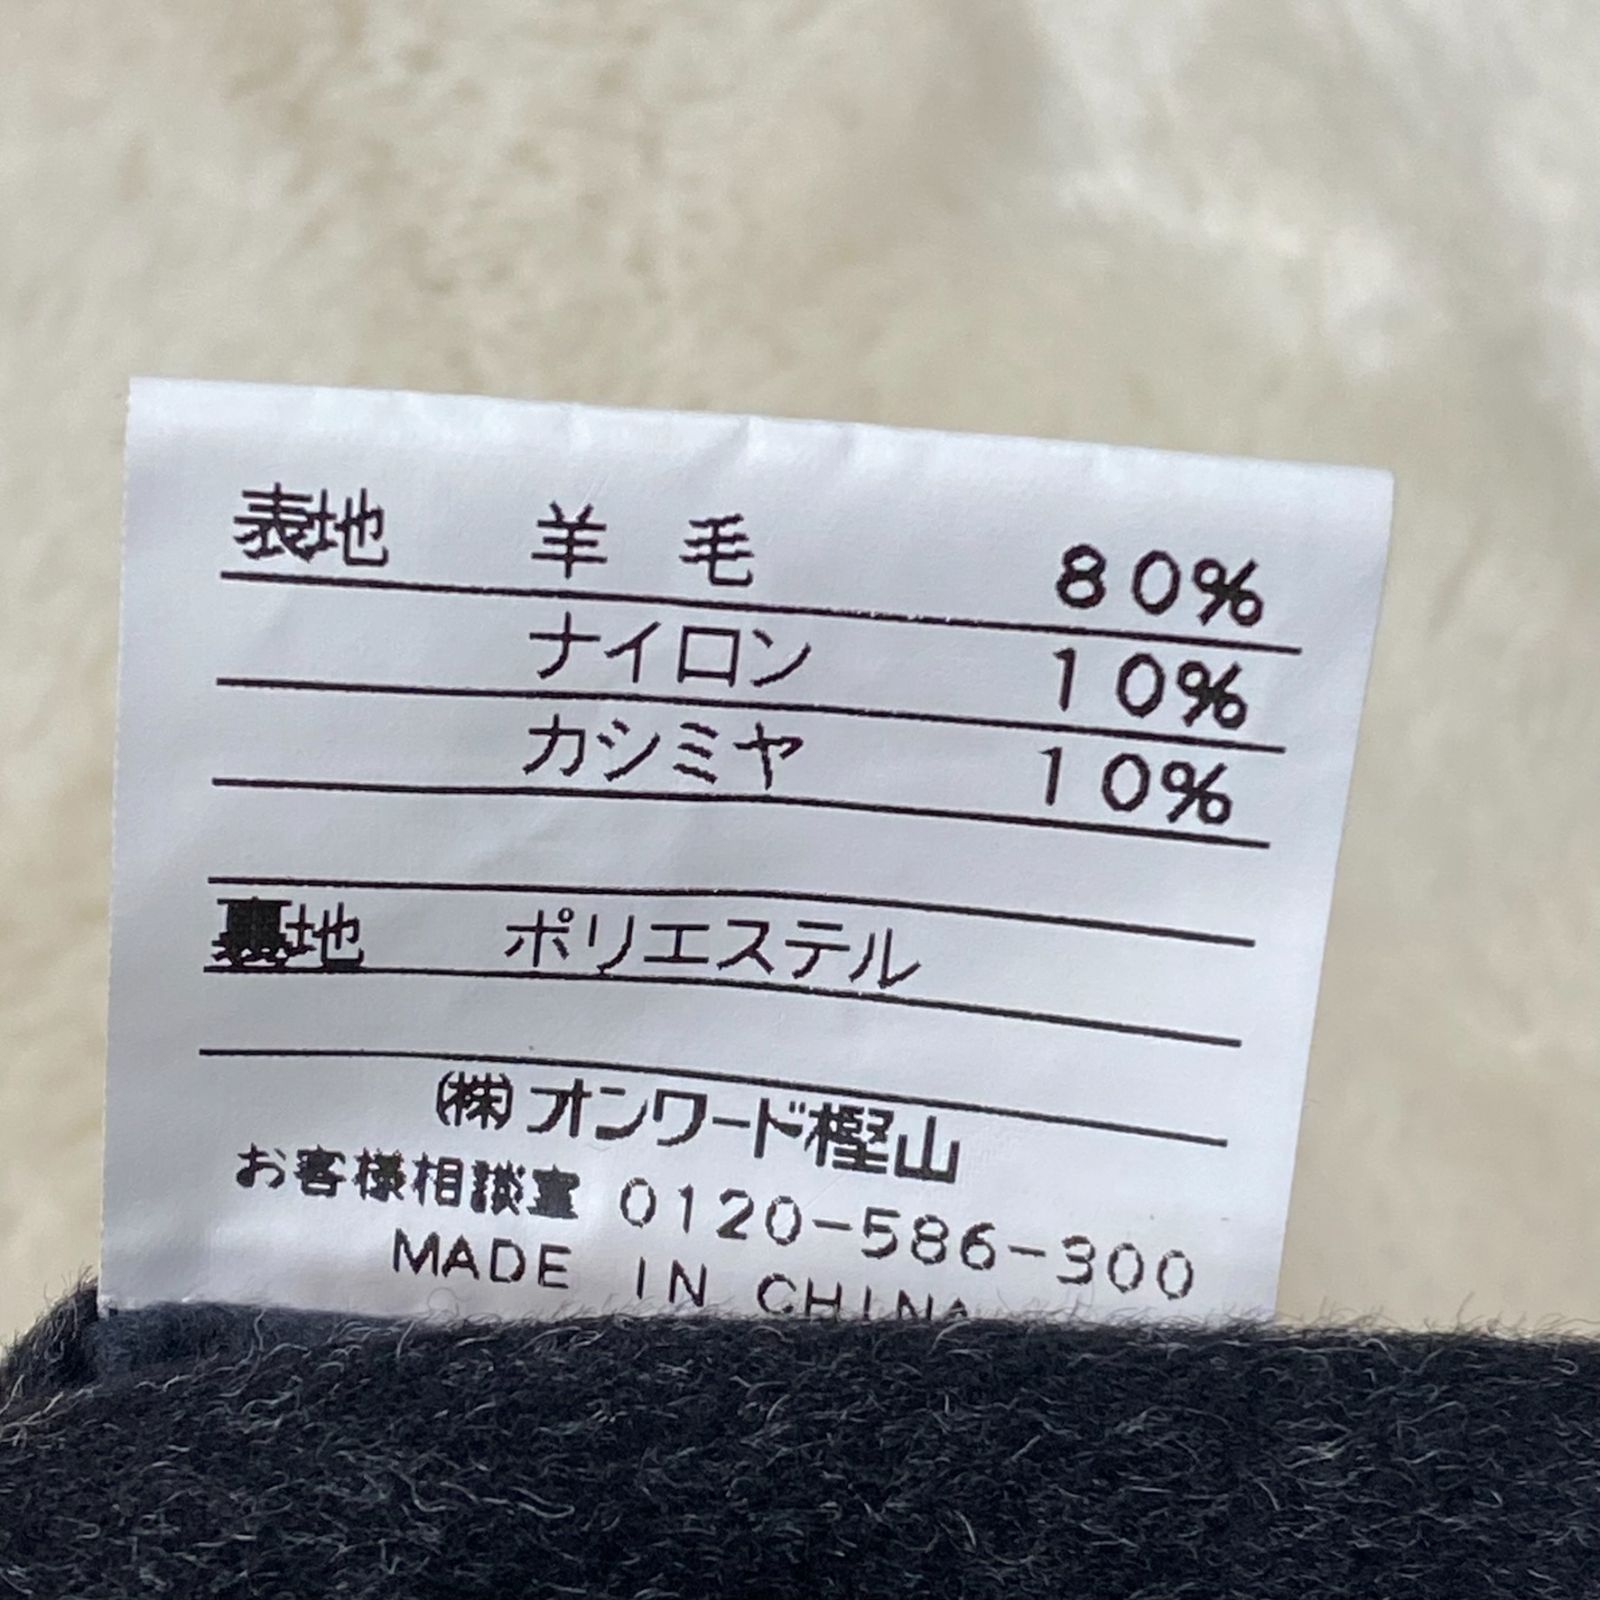 表地 羊毛 80%
ナイロン 10%
カシミヤ 10%
裏地 ポリエステル
㈱オンワード樫山
お客様相談室 0120-586-300
MADE IN CHINA